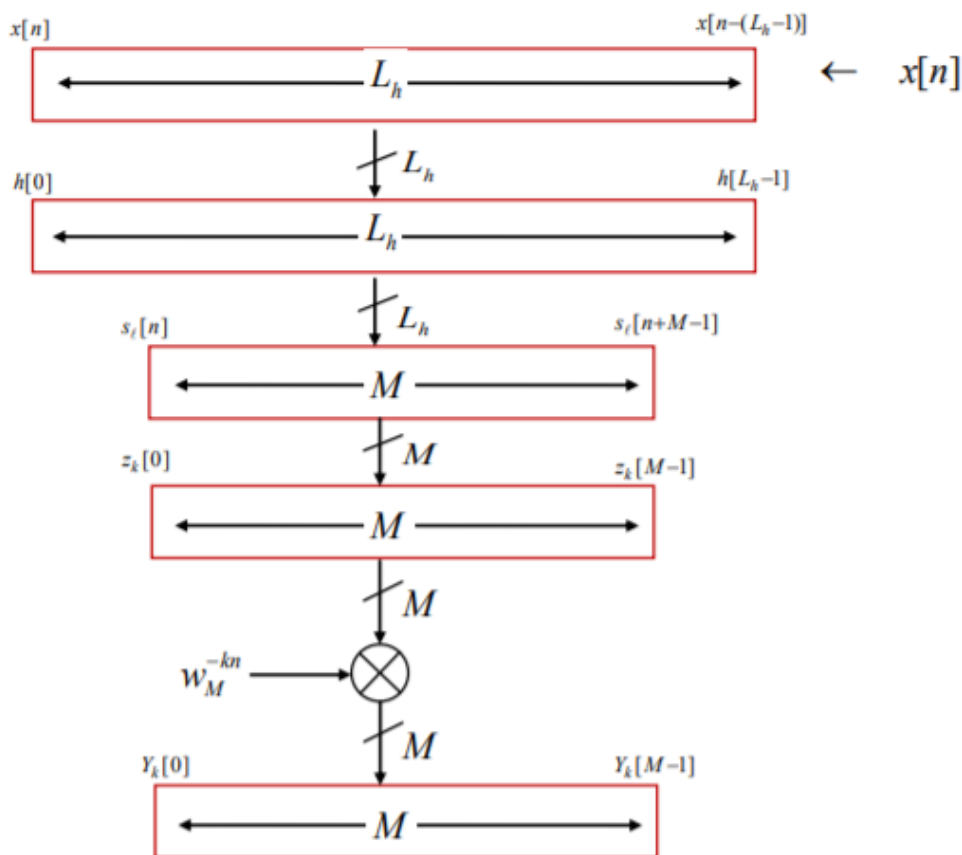 x[n] x[n−(L_h−1)]
L_h ← x[n]
L_h
h[0] h[L_h−1]
L_h
L_h
s_ℓ[n] s_ℓ[n+M−1]
M
M
z_k[0] z_k[M−1]
M
M
w_M^{−kn}
M
Y_k[0] Y_k[M−1]
M